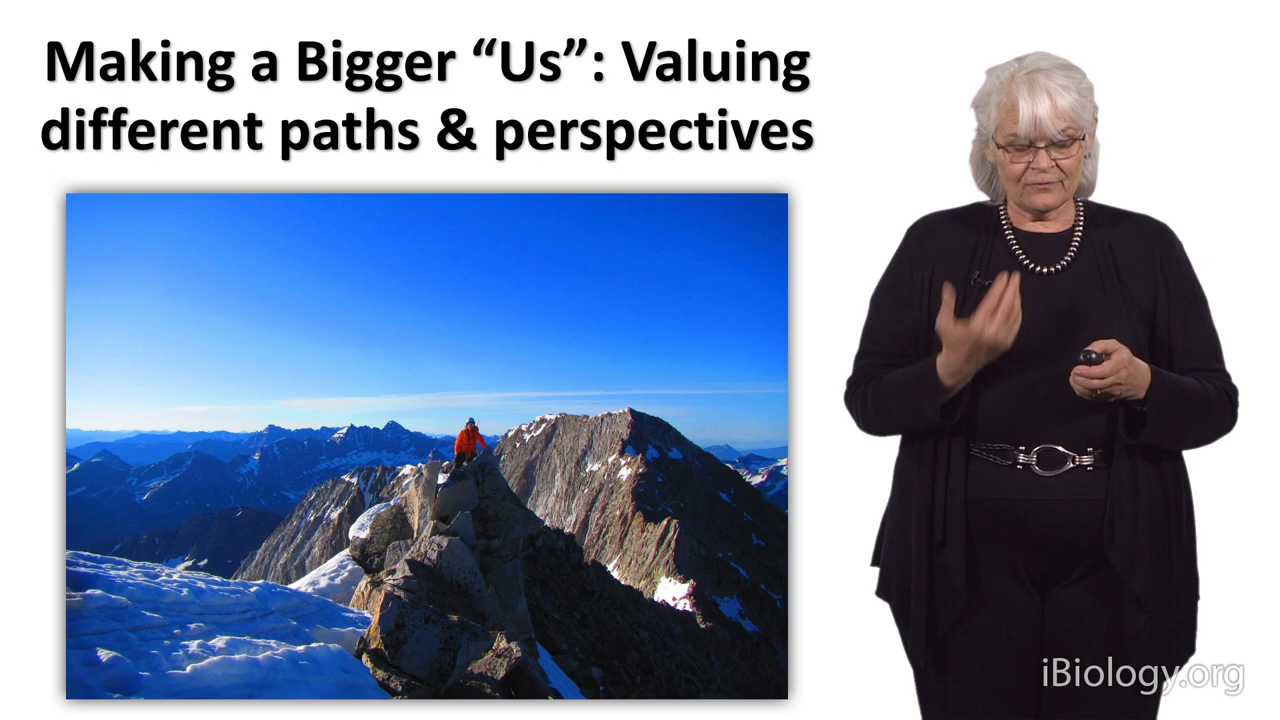 Making a Bigger “Us”: Valuing
different paths & perspectives
iBiology.org